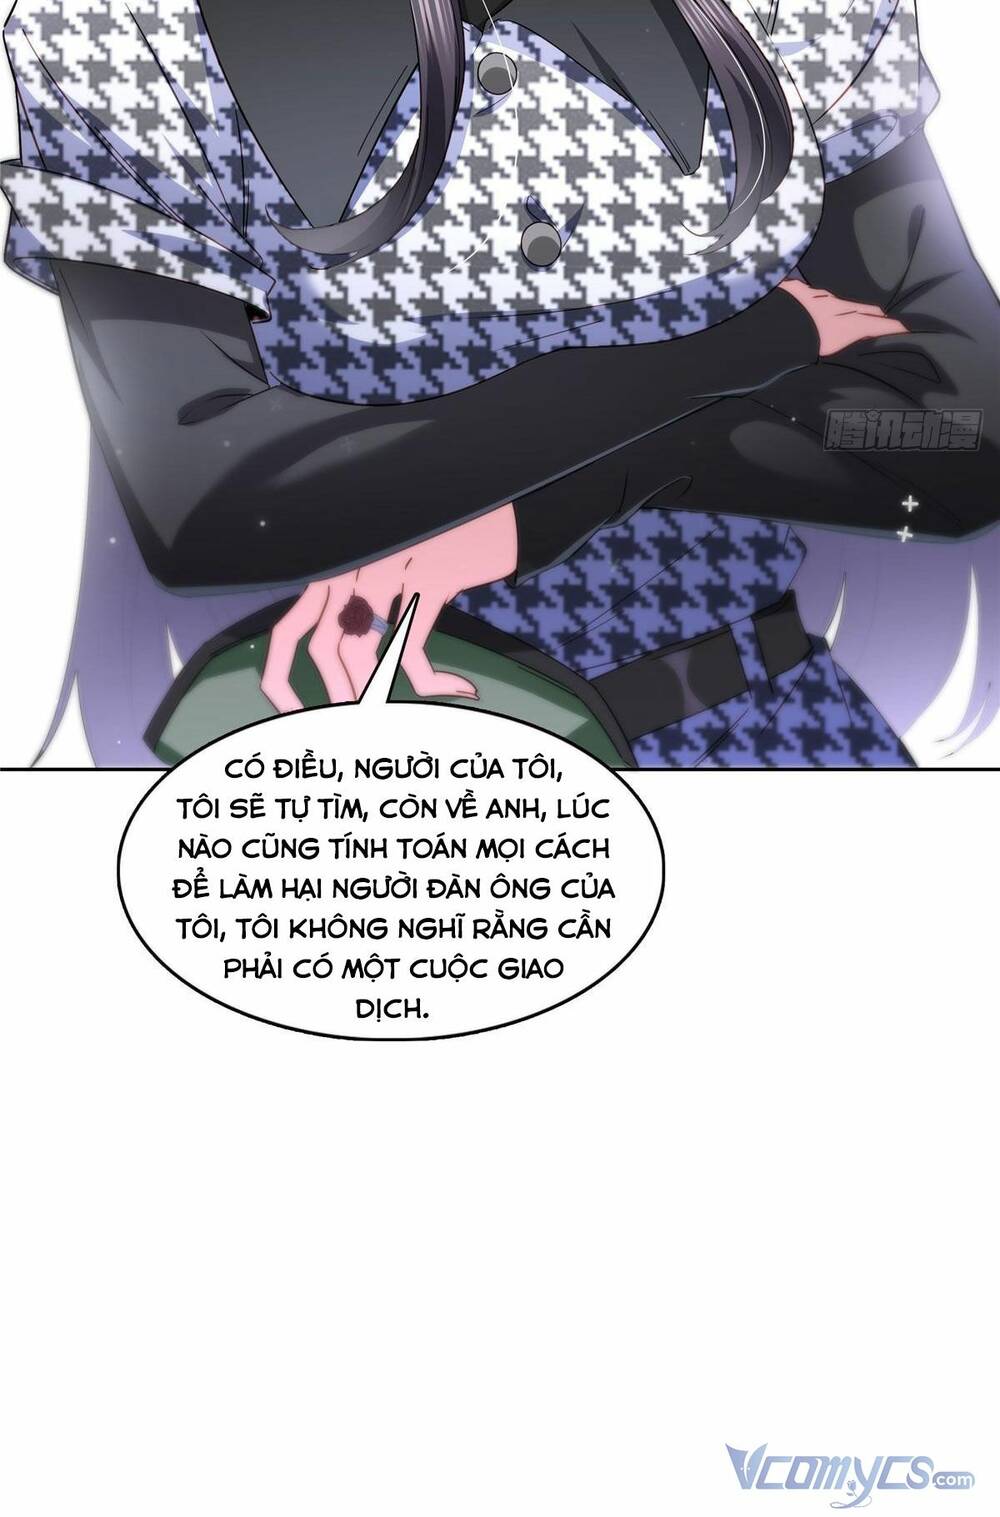 腾讯动漫
CÓ ĐIỀU, NGƯỜI CỦA TÔI,
TÔI SẼ TỰ TÌM, CÒN VỀ ANH, LÚC
NÀO CŨNG TÍNH TOÁN MỌI CÁCH
ĐỂ LÀM HẠI NGƯỜI ĐÀN ÔNG CỦA
TÔI, TÔI KHÔNG NGHĨ RẰNG CẦN
PHẢI CÓ MỘT CUỘC GIAO
DỊCH.
VCOMYCS.com